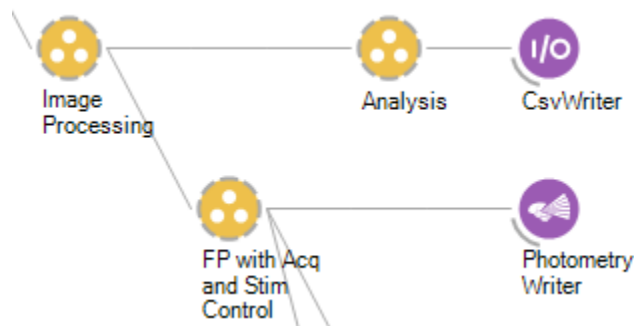 I/O
Image
Processing
Analysis
CsvWriter
FP with Acq
and Stim
Control
Photometry
Writer